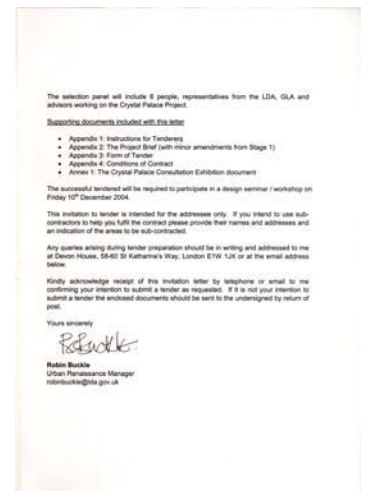 The selection panel will include 6 people, representatives from the LDA, GLA and
advisors working on the Crystal Palace Project.
Supporting documents included with this letter
• Appendix 1: Instructions for Tenderers
• Appendix 2: The Project Brief (with minor amendments from Stage 1)
• Appendix 3: Form of Tender
• Appendix 4: Conditions of Contract
• Annex 1: The Crystal Palace Consultation Exhibition document
The successful tendered will be required to participate in a design seminar / workshop on
Friday 10th December 2004.
This invitation to tender is intended for the addressee only. If you intend to use sub-
contractors to help you fulfil the contract please provide their names and addresses and
an indication of the areas to be sub-contracted.
Any queries arising during tender preparation should be in writing and addressed to me
at Devon House, 58-60 St Katharine's Way, London E1W 1JX or at the email address
below.
Kindly acknowledge receipt of this invitation letter by telephone or email to me
confirming your intention to submit a tender as requested. If it is not your intention to
submit a tender the enclosed documents should be sent to the undersigned by return of
post.
Yours sincerely
RoBuckle
Robin Buckle
Urban Renaissance Manager
robinbuckle@lda.gov.uk